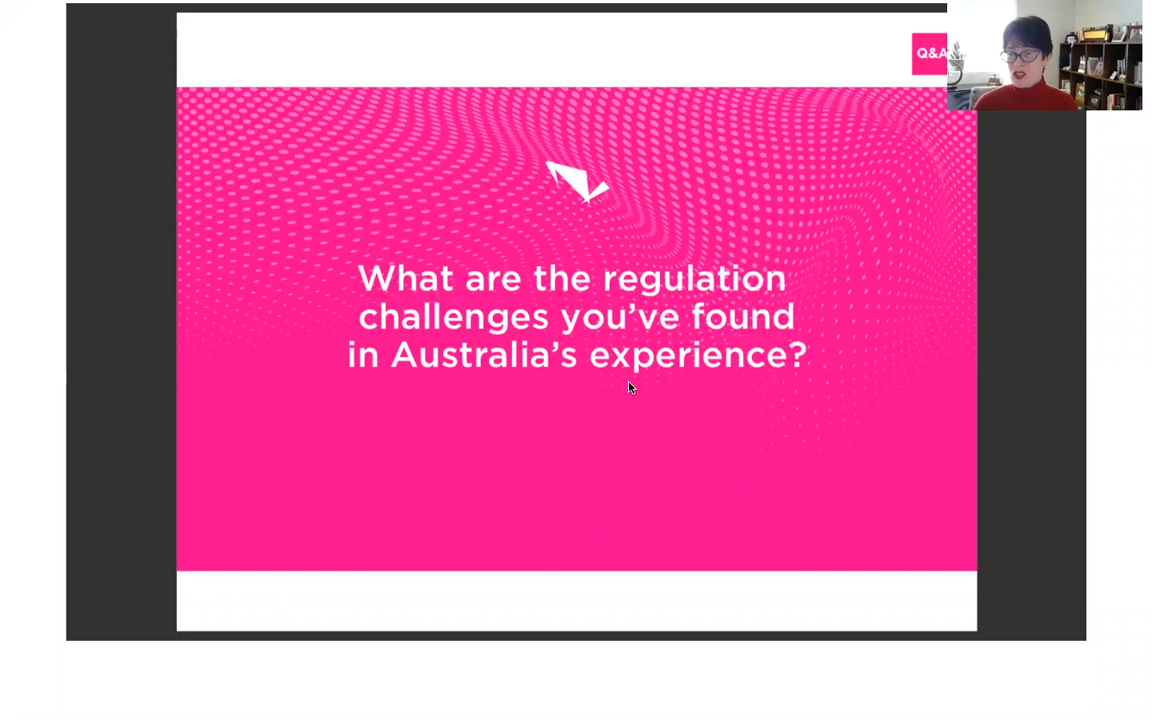 Q&A
What are the regulation
challenges you've found
in Australia's experience?